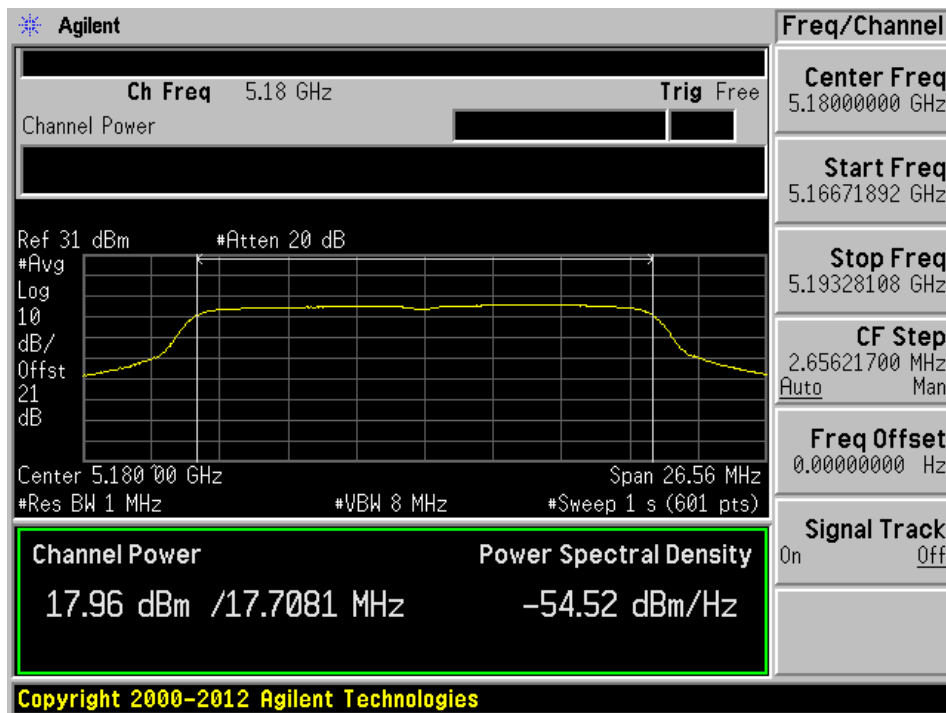 Agilent
Ch Freq 5.18 GHz Trig Free
Channel Power
Ref 31 dBm #Atten 20 dB
#Avg
Log
10
dB/
Offst
21
dB
Center 5.180 00 GHz Span 26.56 MHz
#Res BW 1 MHz #VBW 8 MHz #Sweep 1 s (601 pts)
Channel Power Power Spectral Density
17.96 dBm /17.7081 MHz -54.52 dBm/Hz
Copyright 2000-2012 Agilent Technologies
Freq/Channel
Center Freq
5.18000000 GHz
Start Freq
5.16671892 GHz
Stop Freq
5.19328108 GHz
CF Step
2.65621700 MHz
Auto Man
Freq Offset
0.00000000 Hz
Signal Track
On Off